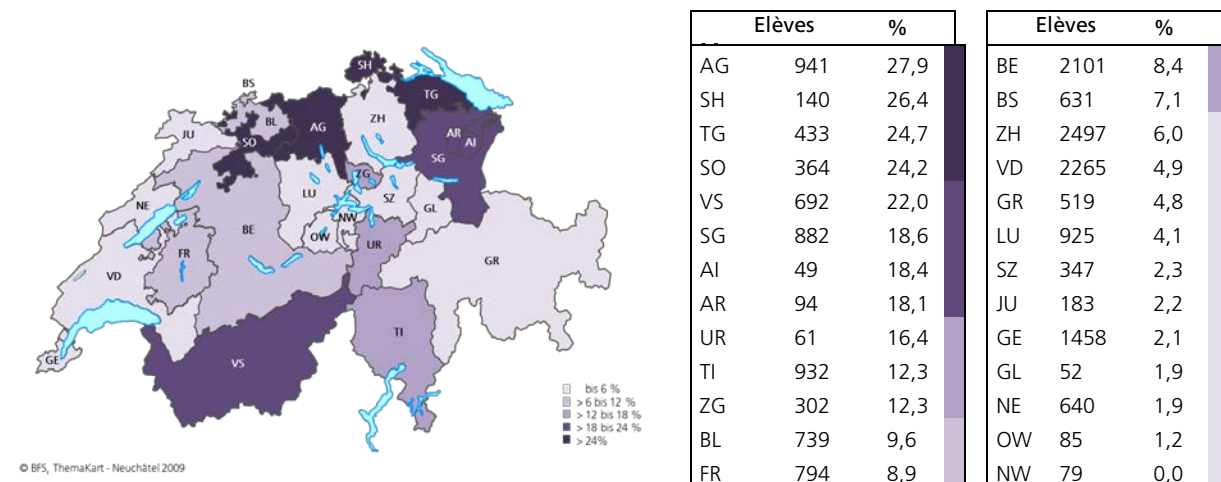 SH
BS
TG
BL
AG
ZH
JU
AR
AI
SO
SG
ZG
LU
SZ
NE
GL
NW
OW
BE
UR
FR
GR
VD
TI
GE
VS
bis 6 %
> 6 bis 12 %
> 12 bis 18 %
> 18 bis 24 %
> 24%
© BFS, ThemaKart - Neuchâtel 2009
Elèves %
AG 941 27,9
SH 140 26,4
TG 433 24,7
SO 364 24,2
VS 692 22,0
SG 882 18,6
AI 49 18,4
AR 94 18,1
UR 61 16,4
TI 932 12,3
ZG 302 12,3
BL 739 9,6
FR 794 8,9
Elèves %
BE 2101 8,4
BS 631 7,1
ZH 2497 6,0
VD 2265 4,9
GR 519 4,8
LU 925 4,1
SZ 347 2,3
JU 183 2,2
GE 1458 2,1
GL 52 1,9
NE 640 1,9
OW 85 1,2
NW 79 0,0